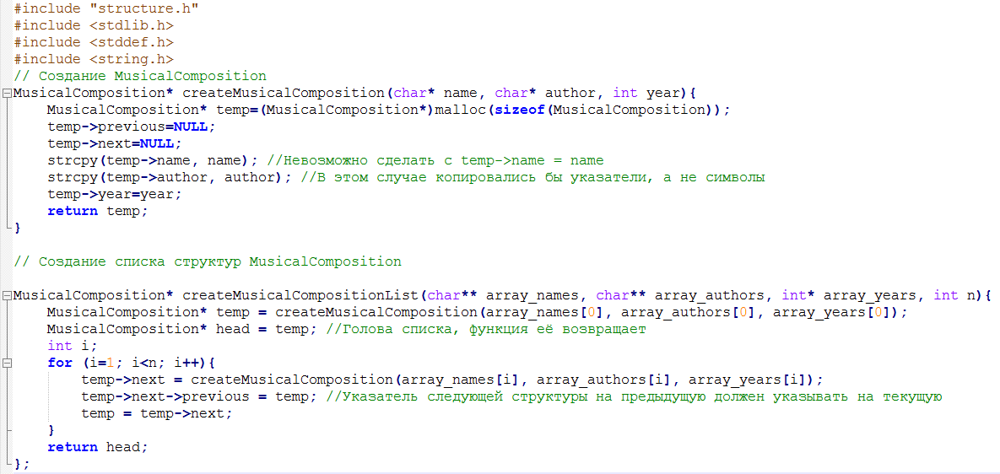 #include "structure.h"
#include <stdlib.h>
#include <stddef.h>
#include <string.h>
// Создание MusicalComposition
MusicalComposition* createMusicalComposition(char* name, char* author, int year){
    MusicalComposition* temp=(MusicalComposition*)malloc(sizeof(MusicalComposition));
    temp->previous=NULL;
    temp->next=NULL;
    strcpy(temp->name, name); //Невозможно сделать с temp->name = name
    strcpy(temp->author, author); //В этом случае копировались бы указатели, а не символы
    temp->year=year;
    return temp;
}
// Создание списка структур MusicalComposition
MusicalComposition* createMusicalCompositionList(char** array_names, char** array_authors, int* array_years, int n){
    MusicalComposition* temp = createMusicalComposition(array_names[0], array_authors[0], array_years[0]);
    MusicalComposition* head = temp; //Голова списка, функция её возвращает
    int i;
    for (i=1; i<n; i++){
        temp->next = createMusicalComposition(array_names[i], array_authors[i], array_years[i]);
        temp->next->previous = temp; //Указатель следующей структуры на предыдущую должен указывать на текущую
        temp = temp->next;
    }
    return head;
};